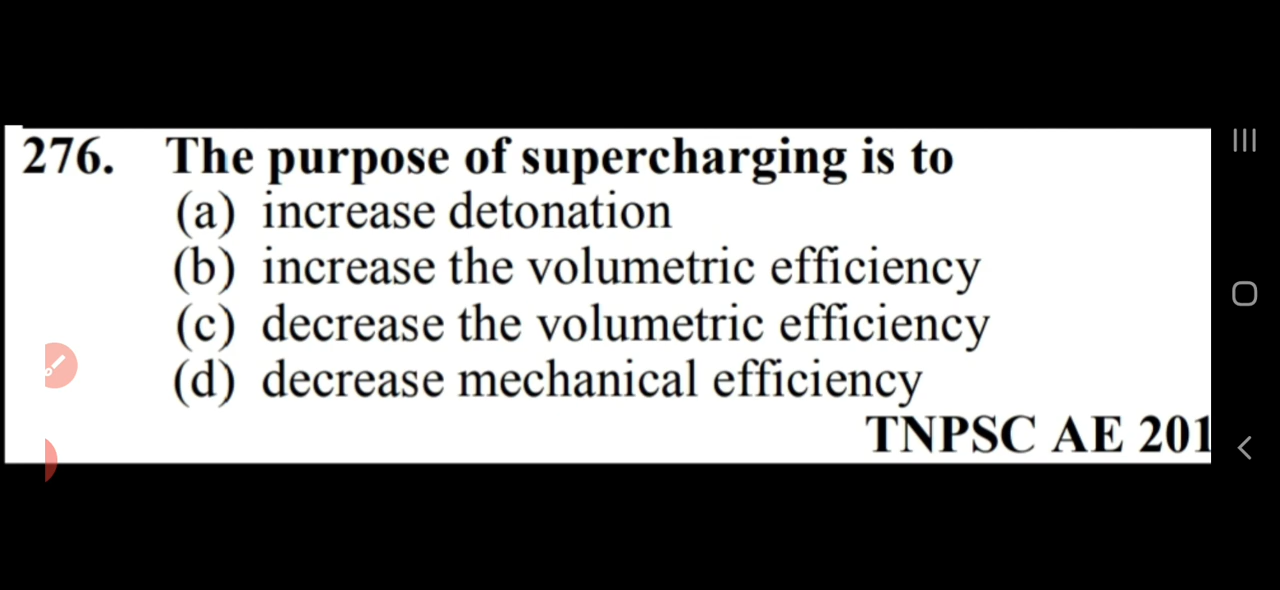 276. The purpose of supercharging is to
(a) increase detonation
(b) increase the volumetric efficiency
(c) decrease the volumetric efficiency
(d) decrease mechanical efficiency
TNPSC AE 201